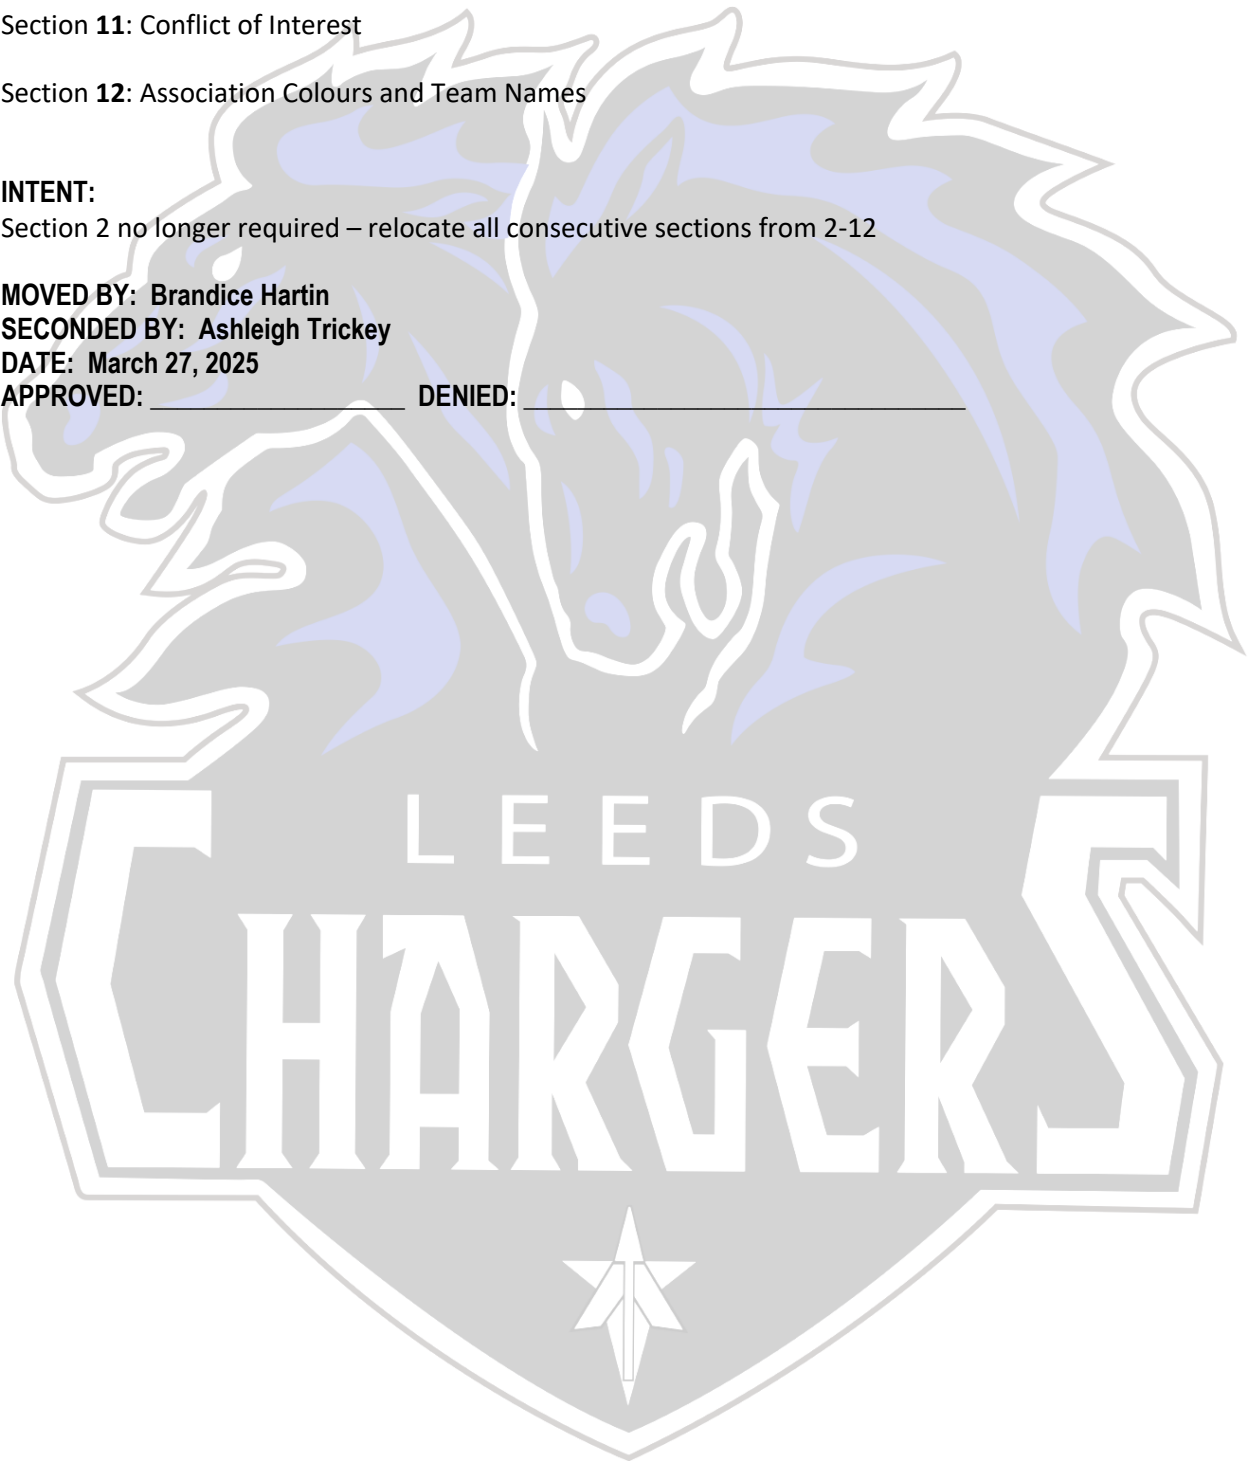 Section 11: Conflict of Interest
Section 12: Association Colours and Team Names
INTENT:
Section 2 no longer required – relocate all consecutive sections from 2-12
MOVED BY: Brandice Hartin
SECONDED BY: Ashleigh Trickey
DATE: March 27, 2025
APPROVED: _________________ DENIED: ______________________________
LEEDS
CHARGERS